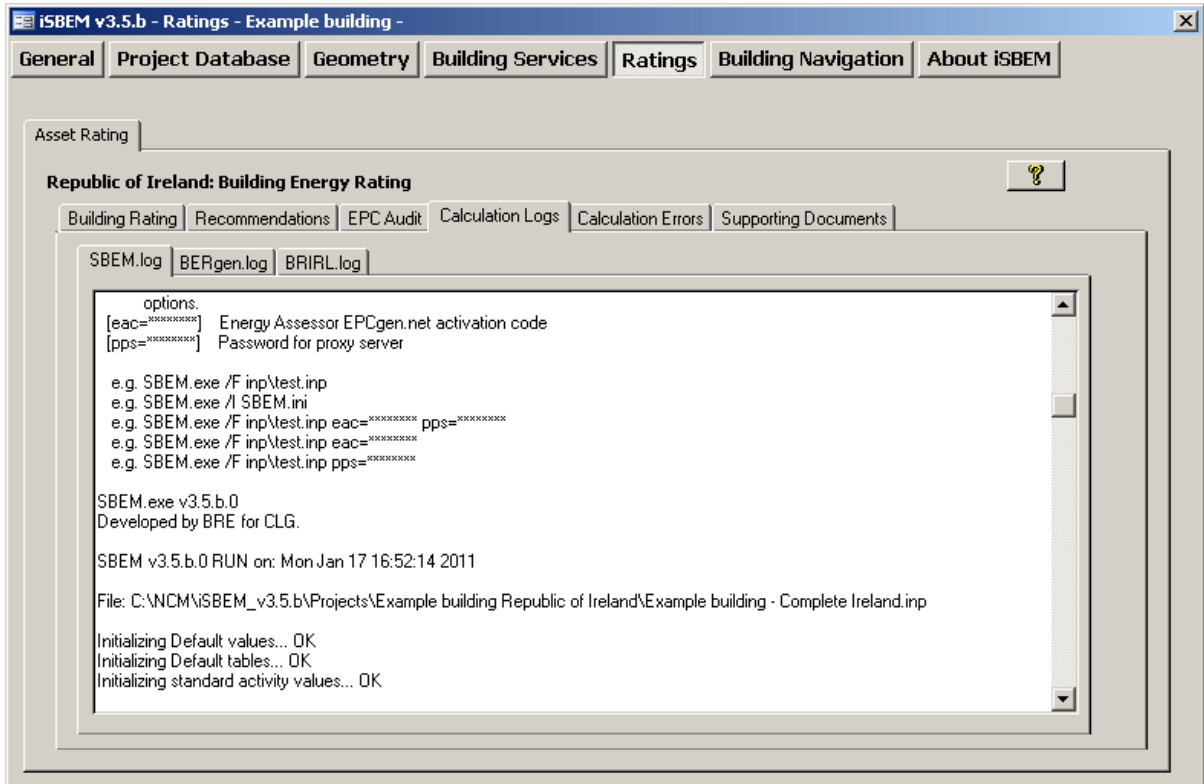 iSBEM v3.5.b - Ratings - Example building -
General Project Database Geometry Building Services Ratings Building Navigation About iSBEM
Asset Rating
Republic of Ireland: Building Energy Rating
?
Building Rating Recommendations EPC Audit Calculation Logs Calculation Errors Supporting Documents
SBEM.log BERgen.log BRIRL.log
options.
[eac=********] Energy Assessor EPCgen.net activation code
[pps=********] Password for proxy server
e.g. SBEM.exe /F inp\test.inp
e.g. SBEM.exe /I SBEM.ini
e.g. SBEM.exe /F inp\test.inp eac=******** pps=********
e.g. SBEM.exe /F inp\test.inp eac=********
e.g. SBEM.exe /F inp\test.inp pps=********
SBEM.exe v3.5.b.0
Developed by BRE for CLG.
SBEM v3.5.b.0 RUN on: Mon Jan 17 16:52:14 2011
File: C:\NCM\iSBEM_v3.5.b\Projects\Example building Republic of Ireland\Example building - Complete Ireland.inp
Initializing Default values... OK
Initializing Default tables... OK
Initializing standard activity values... OK